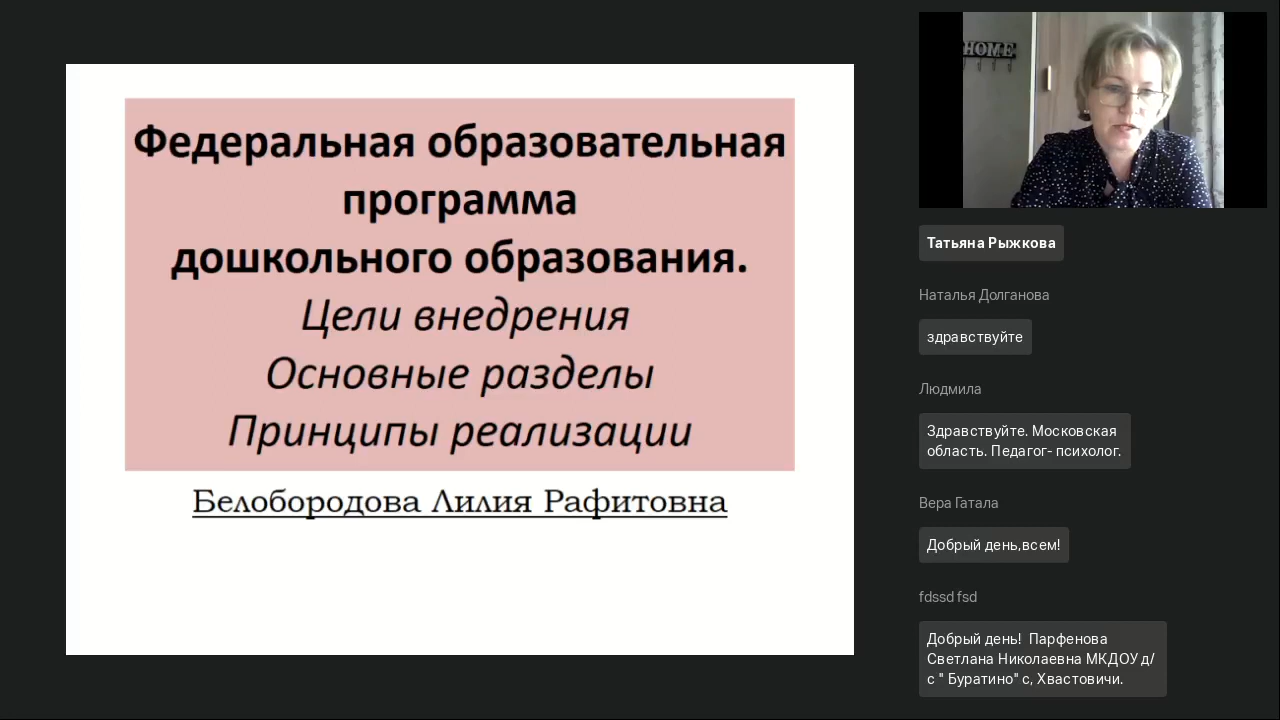 Федеральная образовательная
программа
дошкольного образования.
Цели внедрения
Основные разделы
Принципы реализации
Белобородова Лилия Рафитовна
HOME
Татьяна Рыжкова
Наталья Долганова
здравствуйте
Людмила
Здравствуйте. Московская
область. Педагог- психолог.
Вера Гатала
Добрый день,всем!
fdssd fsd
Добрый день! Парфенова
Светлана Николаевна МКДОУ д/
с " Буратино" с, Хвастовичи.